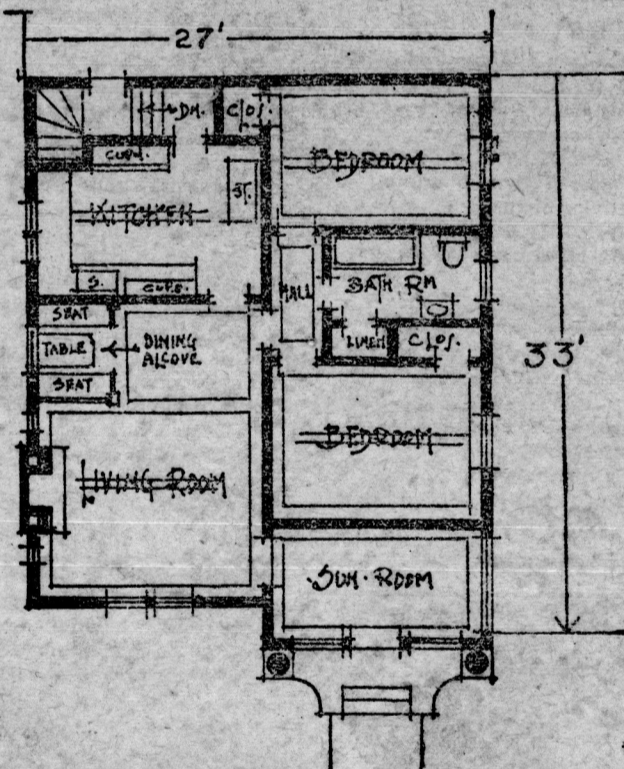 27'
DN.
CLOS.
CUPB.
BEDROOM
ST.
KITCHEN
BATH RM
HALL
S.
CUPB.
SEAT
TABLE
DINING
ALCOVE
LINEN
CLOS.
33'
SEAT
BEDROOM
LIVING ROOM
SUN ROOM